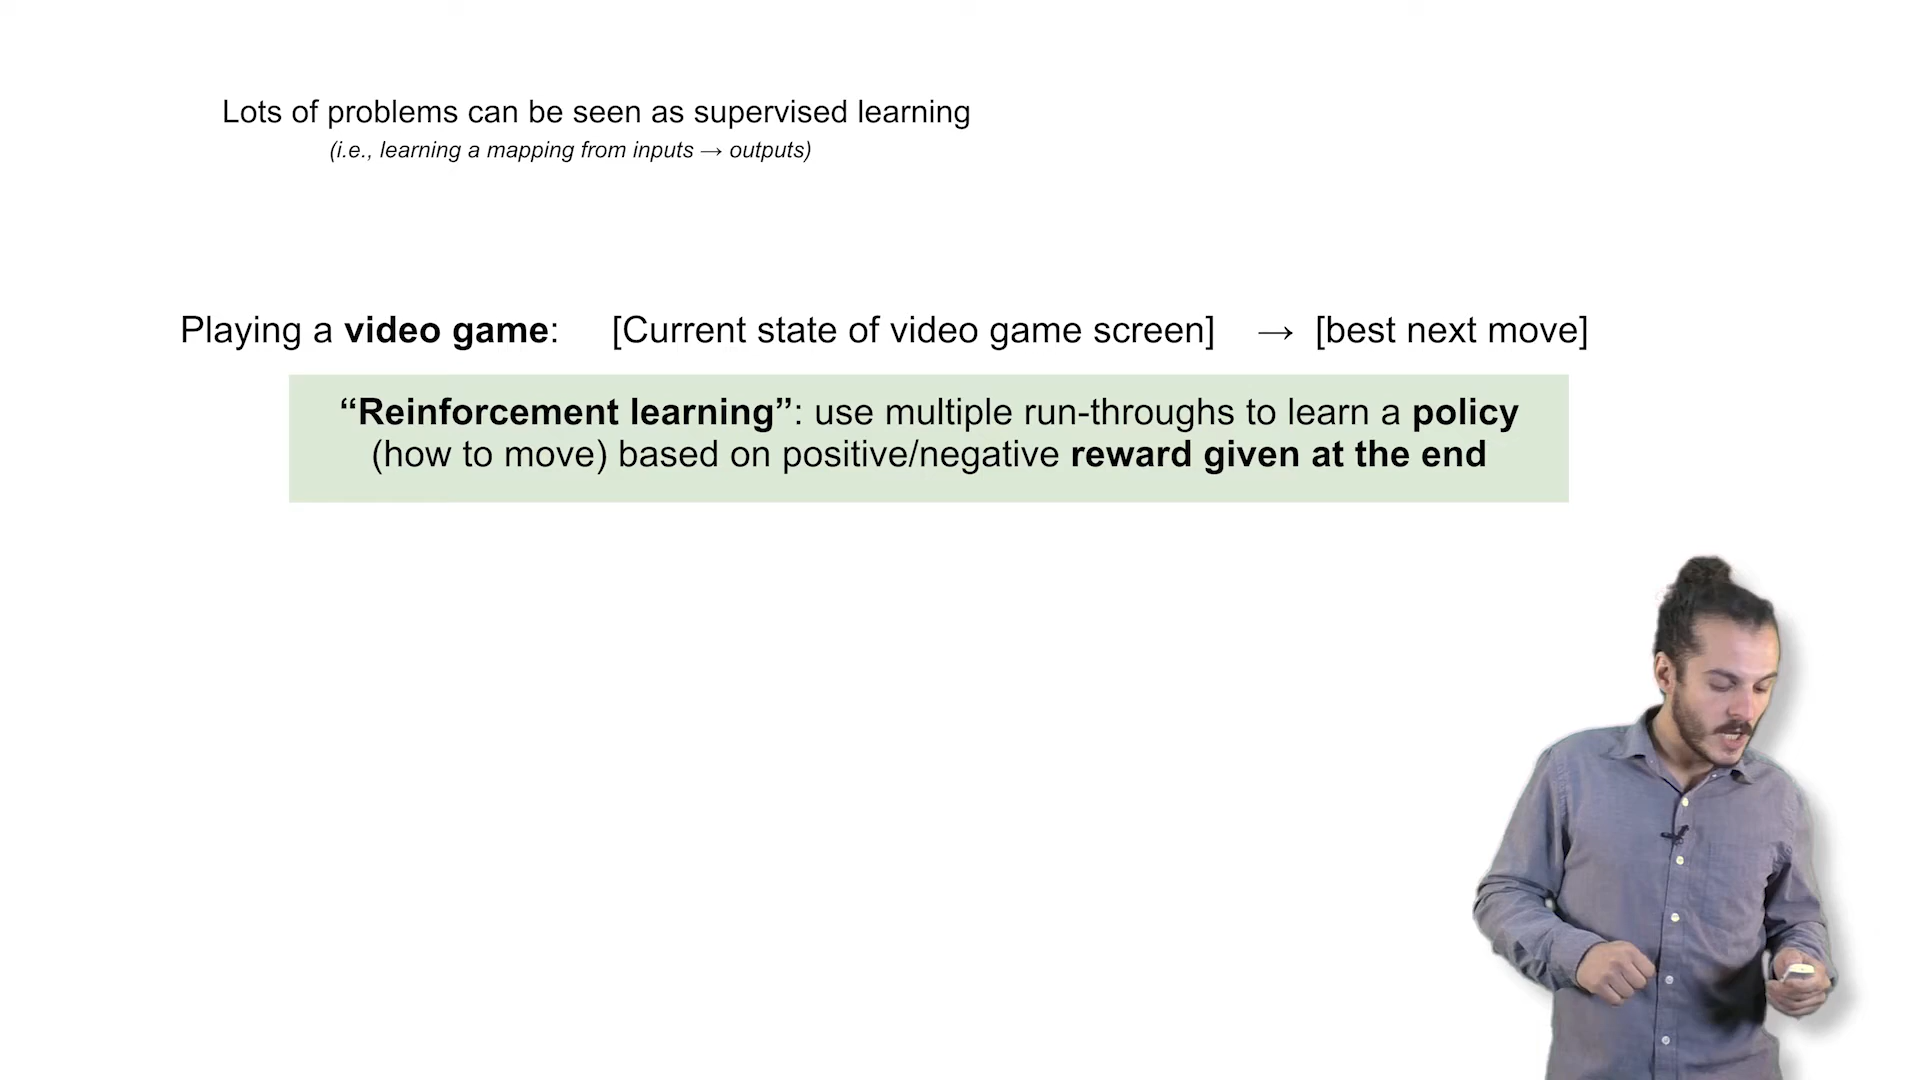 Lots of problems can be seen as supervised learning
(i.e., learning a mapping from inputs → outputs)
Playing a video game: [Current state of video game screen] → [best next move]
“Reinforcement learning”: use multiple run-throughs to learn a policy
(how to move) based on positive/negative reward given at the end